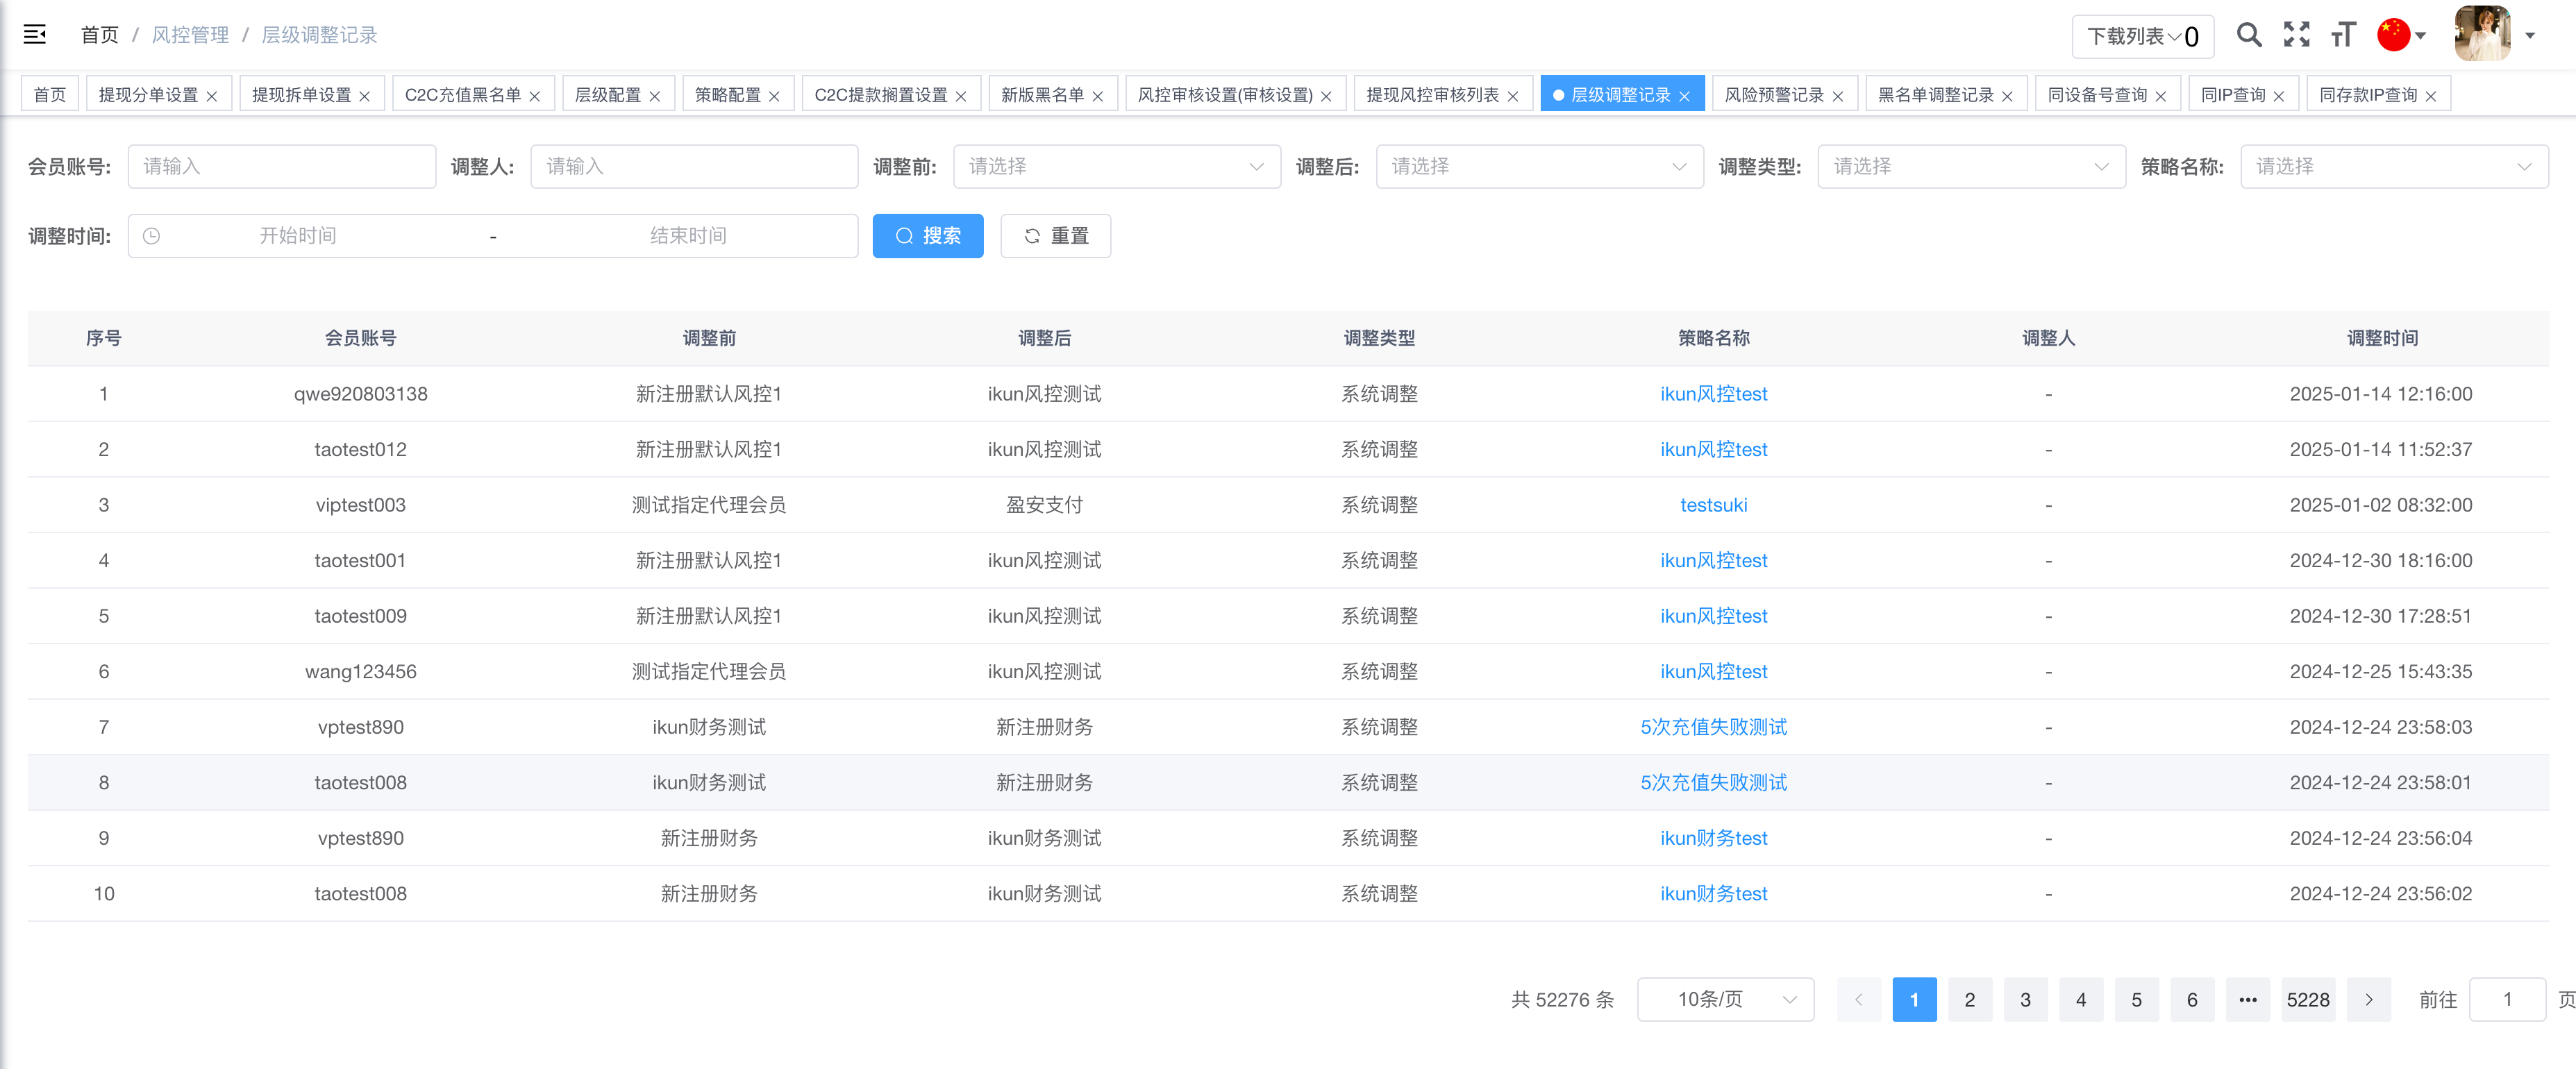 首页 / 风控管理 / 层级调整记录 下载列表 0
首页 提现分单设置 提现拆单设置 C2C充值黑名单 层级配置 策略配置 C2C提款搁置设置 新版黑名单 风控审核设置(审核设置) 提现风控审核列表 层级调整记录 风险预警记录 黑名单调整记录 同设备号查询 同IP查询 同存款IP查询
会员账号: 请输入 调整人: 请输入 调整前: 请选择 调整后: 请选择 调整类型: 请选择 策略名称: 请选择
调整时间: 开始时间 - 结束时间 搜索 重置
序号 会员账号 调整前 调整后 调整类型 策略名称 调整人 调整时间
1 qwe920803138 新注册默认风控1 ikun风控测试 系统调整 ikun风控test - 2025-01-14 12:16:00
2 taotest012 新注册默认风控1 ikun风控测试 系统调整 ikun风控test - 2025-01-14 11:52:37
3 viptest003 测试指定代理会员 盈安支付 系统调整 testsuki - 2025-01-02 08:32:00
4 taotest001 新注册默认风控1 ikun风控测试 系统调整 ikun风控test - 2024-12-30 18:16:00
5 taotest009 新注册默认风控1 ikun风控测试 系统调整 ikun风控test - 2024-12-30 17:28:51
6 wang123456 测试指定代理会员 ikun风控测试 系统调整 ikun风控test - 2024-12-25 15:43:35
7 vptest890 ikun财务测试 新注册财务 系统调整 5次充值失败测试 - 2024-12-24 23:58:03
8 taotest008 ikun财务测试 新注册财务 系统调整 5次充值失败测试 - 2024-12-24 23:58:01
9 vptest890 新注册财务 ikun财务测试 系统调整 ikun财务test - 2024-12-24 23:56:04
10 taotest008 新注册财务 ikun财务测试 系统调整 ikun财务test - 2024-12-24 23:56:02
共 52276 条 10条/页 1 2 3 4 5 6 ••• 5228 前往 1 页